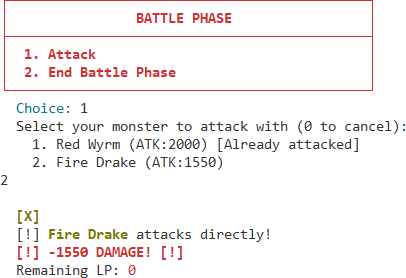 BATTLE PHASE
1. Attack
2. End Battle Phase
Choice: 1
Select your monster to attack with (0 to cancel):
1. Red Wyrm (ATK:2000) [Already attacked]
2. Fire Drake (ATK:1550)
2
[X]
[!] Fire Drake attacks directly!
[!] -1550 DAMAGE! [!]
Remaining LP: 0